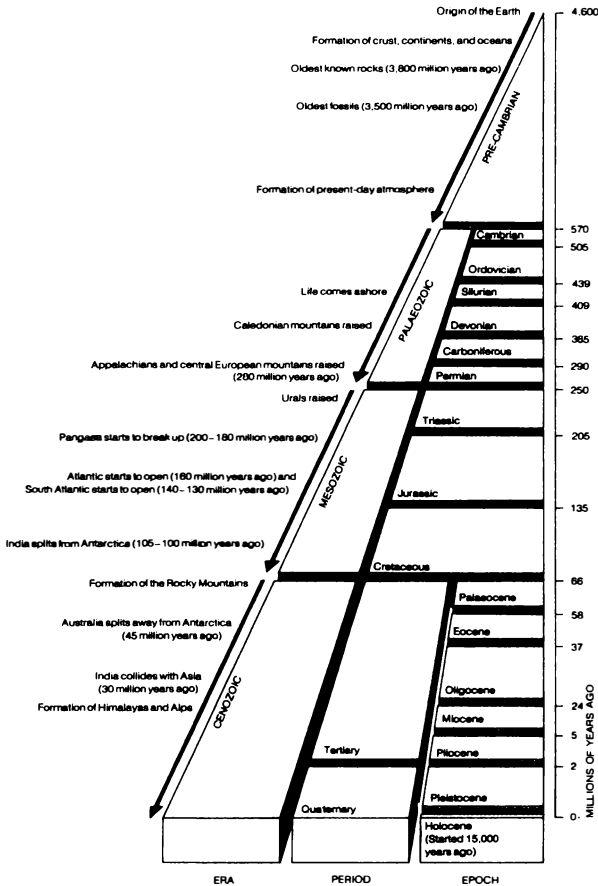 Origin of the Earth
4,600
Formation of crust, continents, and oceans
Oldest known rocks (3,800 million years ago)
Oldest fossils (3,500 million years ago)
PRE-CAMBRIAN
Formation of present-day atmosphere
570
Cambrian
505
Ordovician
439
Life comes ashore
Silurian
409
PALAEOZOIC
Caledonian mountains raised
Devonian
365
Carboniferous
Appalachians and central European mountains raised
(280 million years ago)
290
Permian
250
Urals raised
Triassic
Pangaea starts to break up (200–180 million years ago)
205
MESOZOIC
Atlantic starts to open (160 million years ago) and
South Atlantic starts to open (140–130 million years ago)
Jurassic
135
India splits from Antarctica (105–100 million years ago)
Cretaceous
Formation of the Rocky Mountains
66
Palaeocene
58
Australia splits away from Antarctica
(45 million years ago)
Eocene
37
India collides with Asia
(30 million years ago)
CENOZOIC
Oligocene
24
Formation of Himalayas and Alps
Miocene
5
Tertiary
Pliocene
2
Quaternary
Pleistocene
0
Holocene
(Started 15,000
years ago)
MILLIONS OF YEARS AGO
ERA
PERIOD
EPOCH